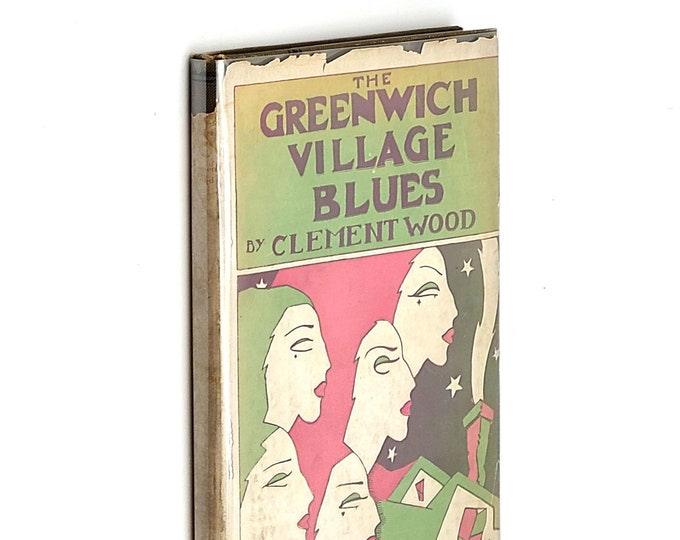 THE
GREENWICH
VILLAGE
BLUES
BY CLEMENT WOOD